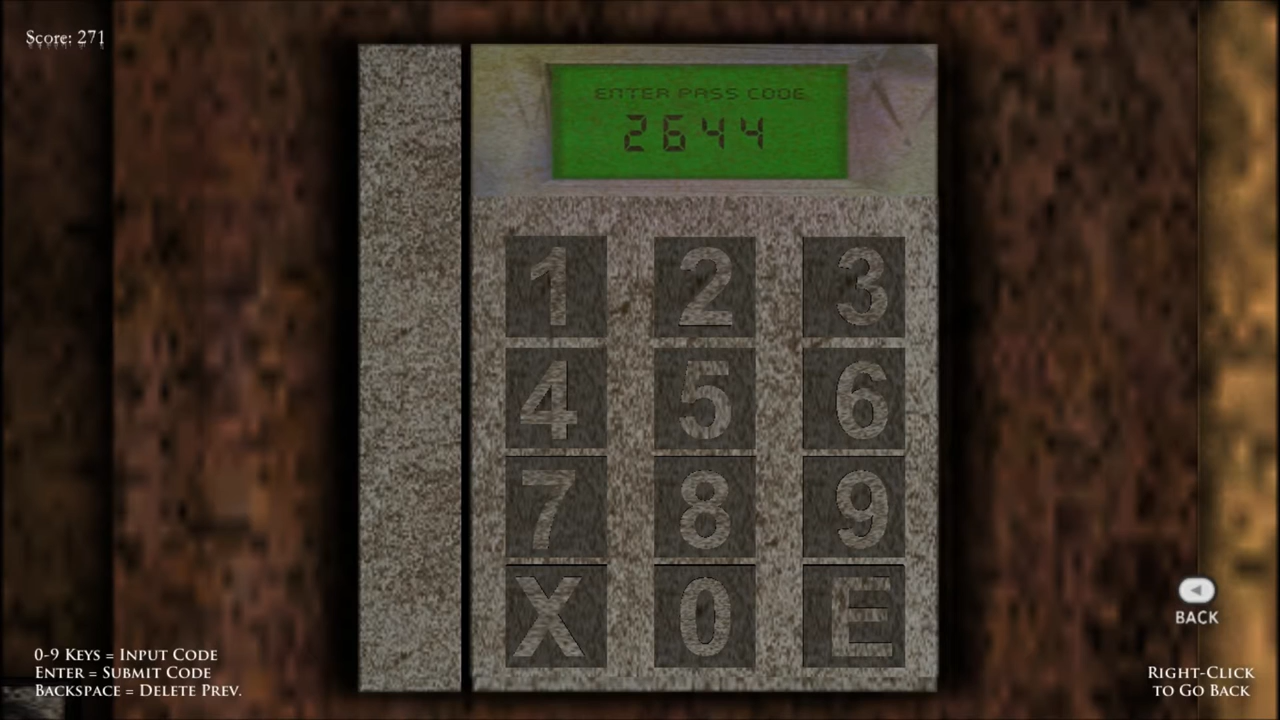 Score: 271
ENTER PASS CODE
2644
1 2 3
4 5 6
7 8 9
X 0 E
BACK
0-9 Keys = Input Code
Enter = Submit Code
Backspace = Delete Prev.
Right-Click
to Go Back